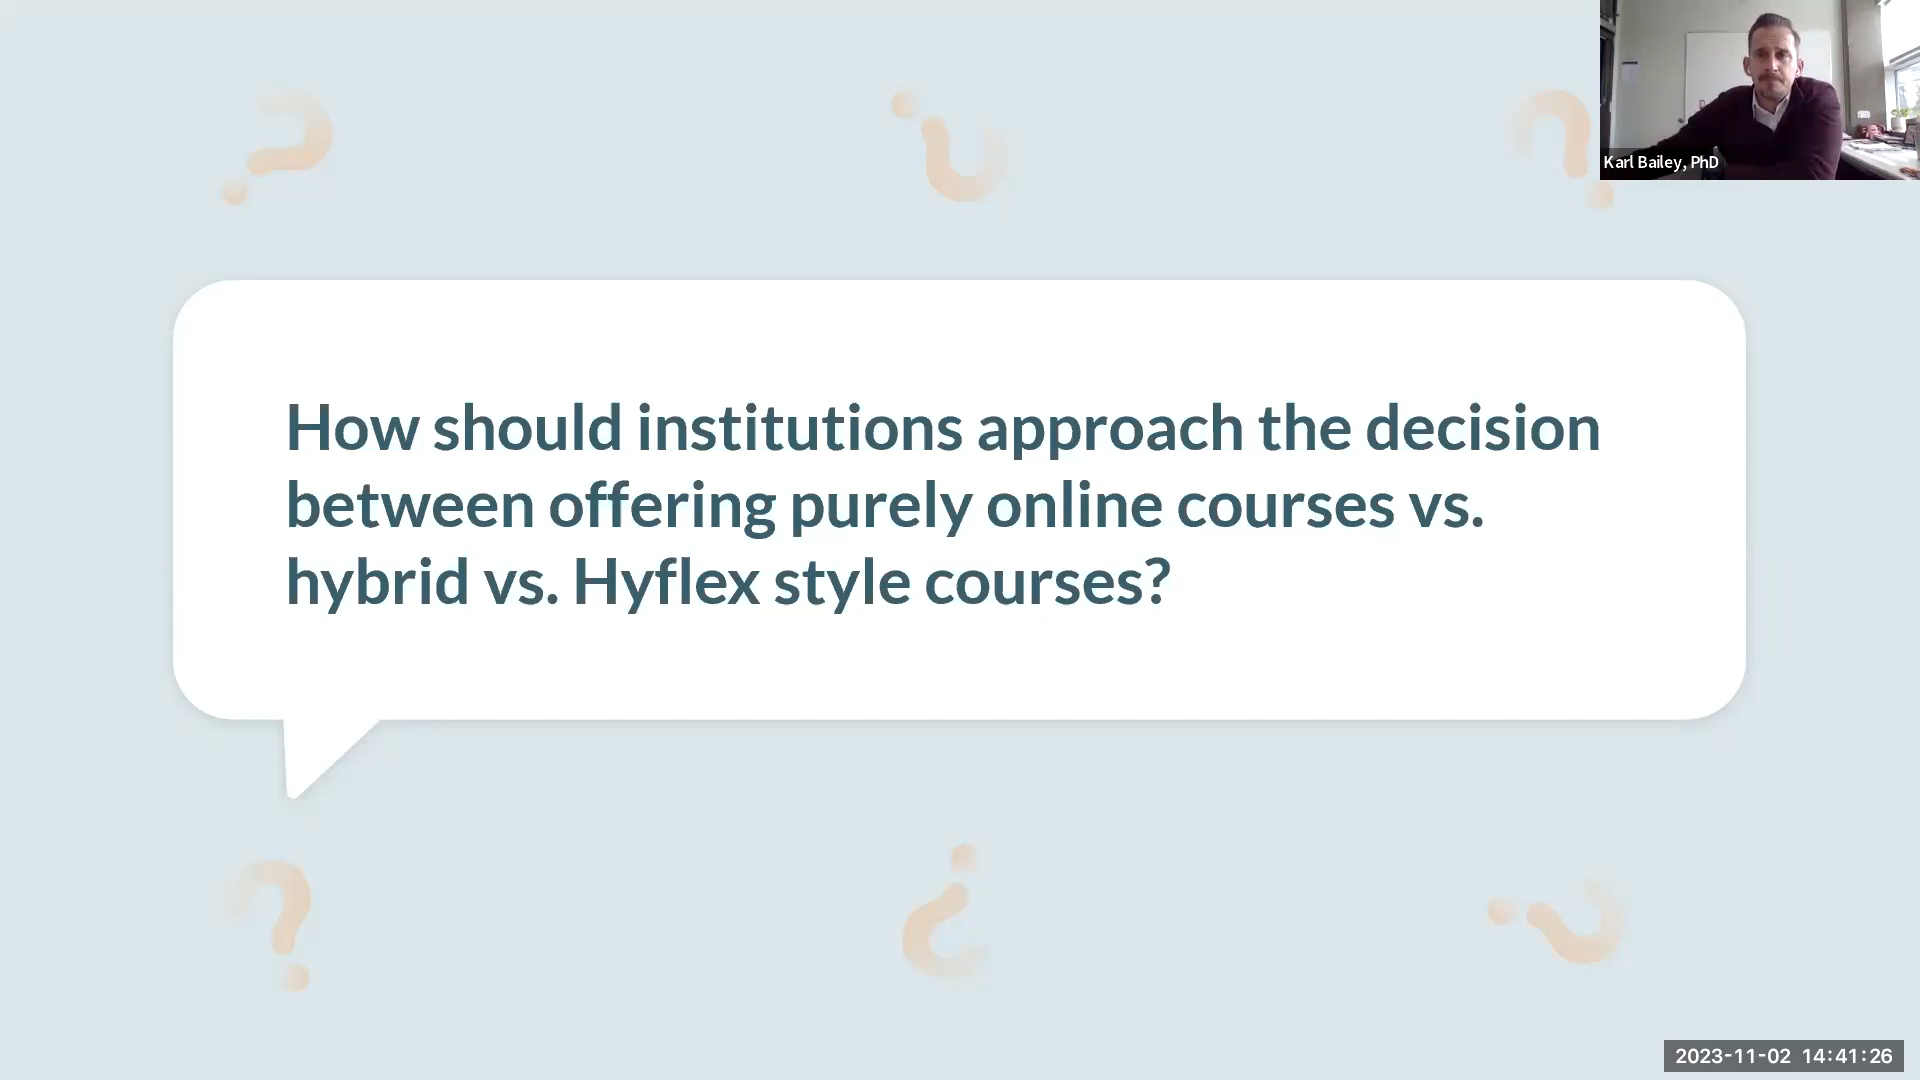 Karl Bailey, PhD
How should institutions approach the decision
between offering purely online courses vs.
hybrid vs. Hyflex style courses?
2023-11-02 14:41:26